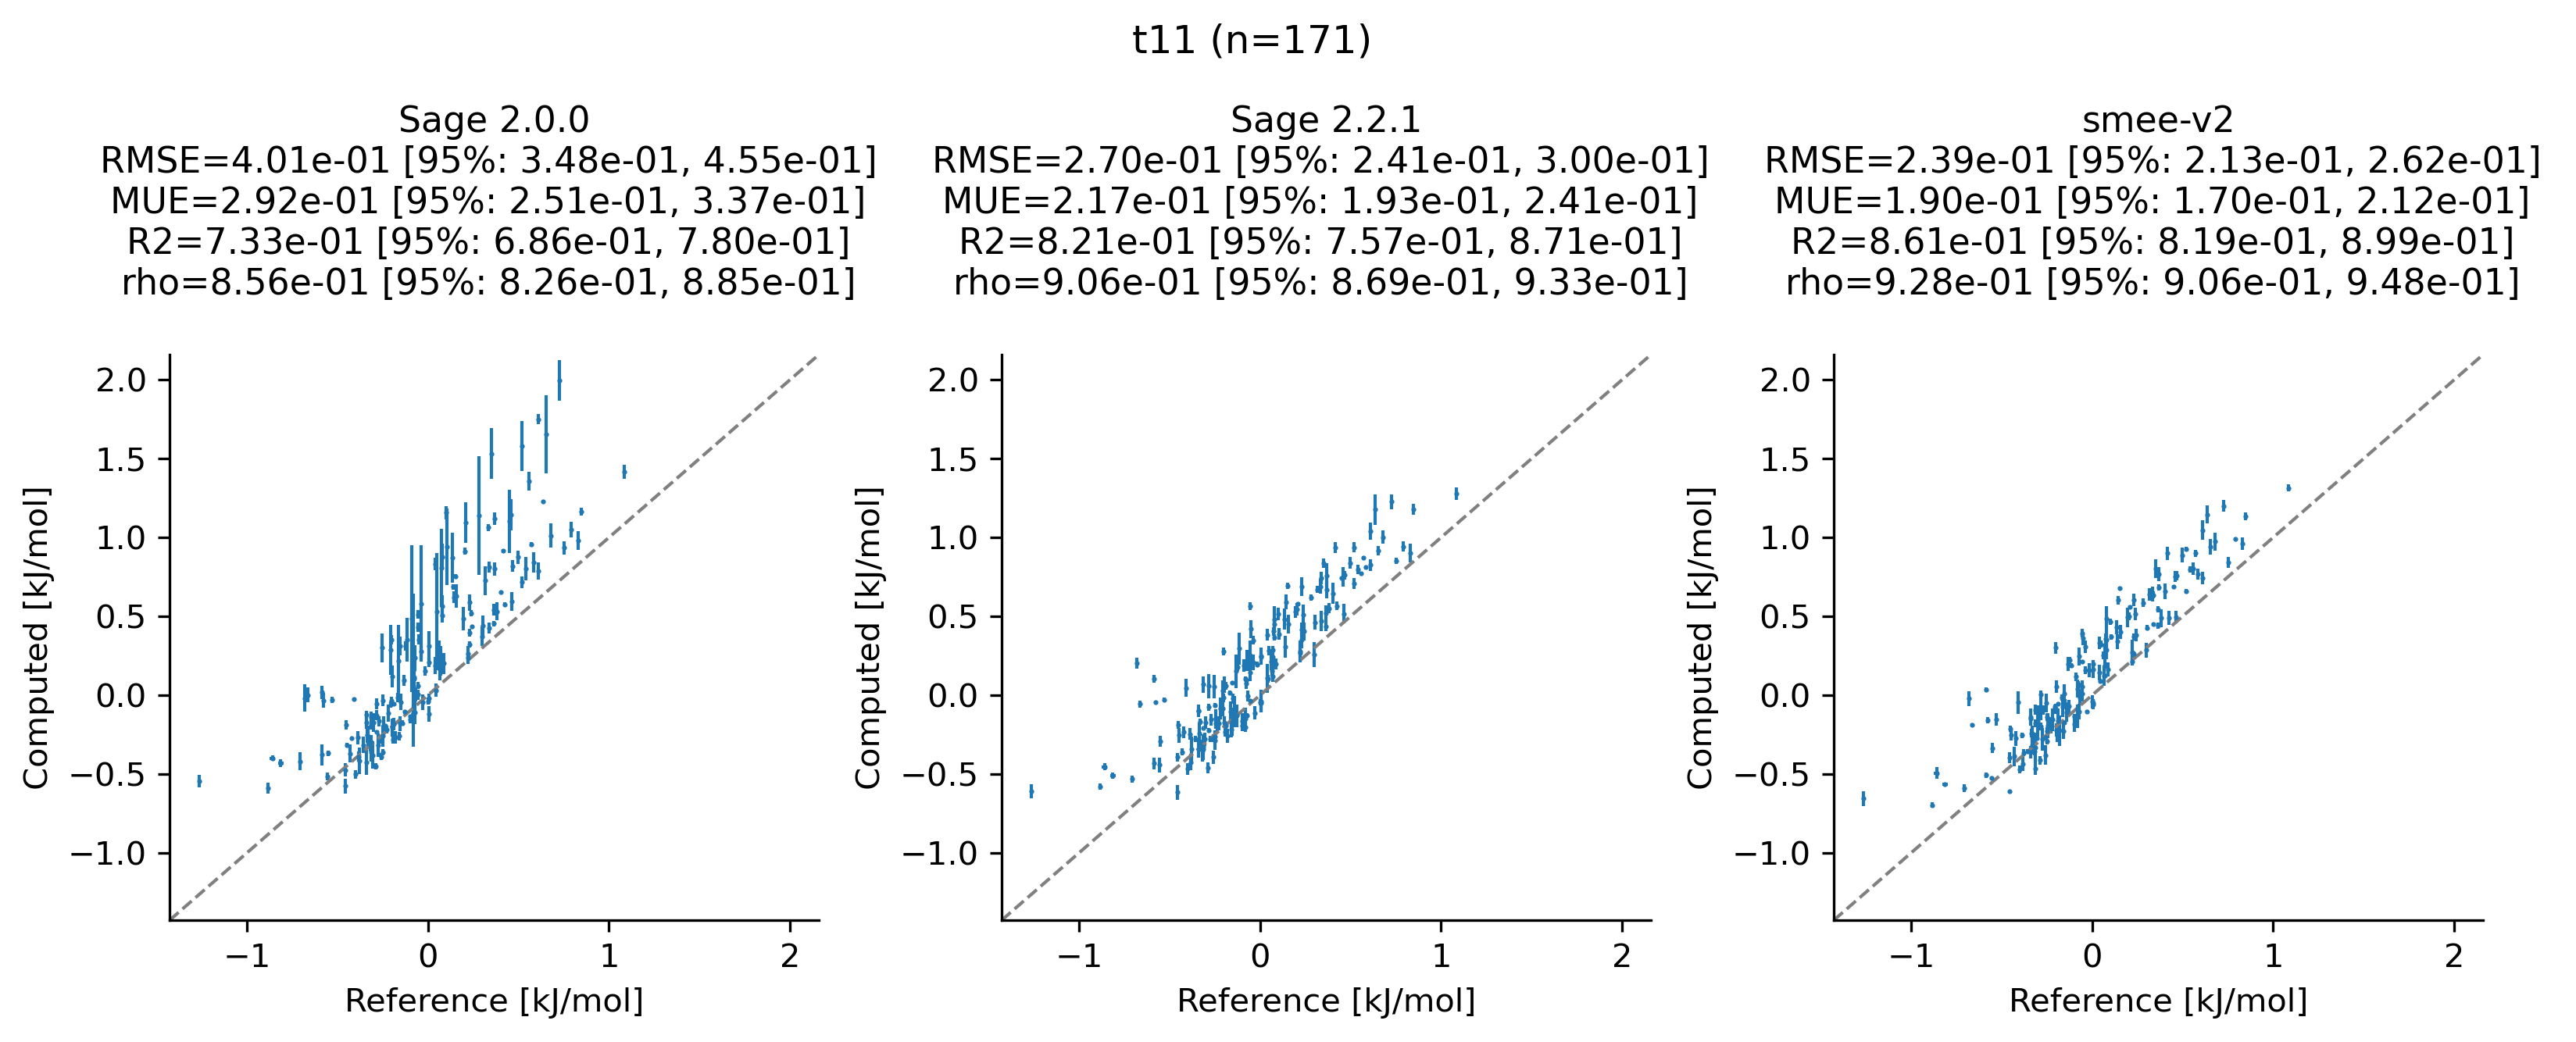 t11 (n=171)
Sage 2.0.0
RMSE=4.01e-01 [95%: 3.48e-01, 4.55e-01]
MUE=2.92e-01 [95%: 2.51e-01, 3.37e-01]
R2=7.33e-01 [95%: 6.86e-01, 7.80e-01]
rho=8.56e-01 [95%: 8.26e-01, 8.85e-01]
2.0
1.5
1.0
0.5
0.0
−0.5
−1.0
Computed [kJ/mol]
−1
0
1
2
Reference [kJ/mol]
Sage 2.2.1
RMSE=2.70e-01 [95%: 2.41e-01, 3.00e-01]
MUE=2.17e-01 [95%: 1.93e-01, 2.41e-01]
R2=8.21e-01 [95%: 7.57e-01, 8.71e-01]
rho=9.06e-01 [95%: 8.69e-01, 9.33e-01]
2.0
1.5
1.0
0.5
0.0
−0.5
−1.0
Computed [kJ/mol]
−1
0
1
2
Reference [kJ/mol]
smee-v2
RMSE=2.39e-01 [95%: 2.13e-01, 2.62e-01]
MUE=1.90e-01 [95%: 1.70e-01, 2.12e-01]
R2=8.61e-01 [95%: 8.19e-01, 8.99e-01]
rho=9.28e-01 [95%: 9.06e-01, 9.48e-01]
2.0
1.5
1.0
0.5
0.0
−0.5
−1.0
Computed [kJ/mol]
−1
0
1
2
Reference [kJ/mol]